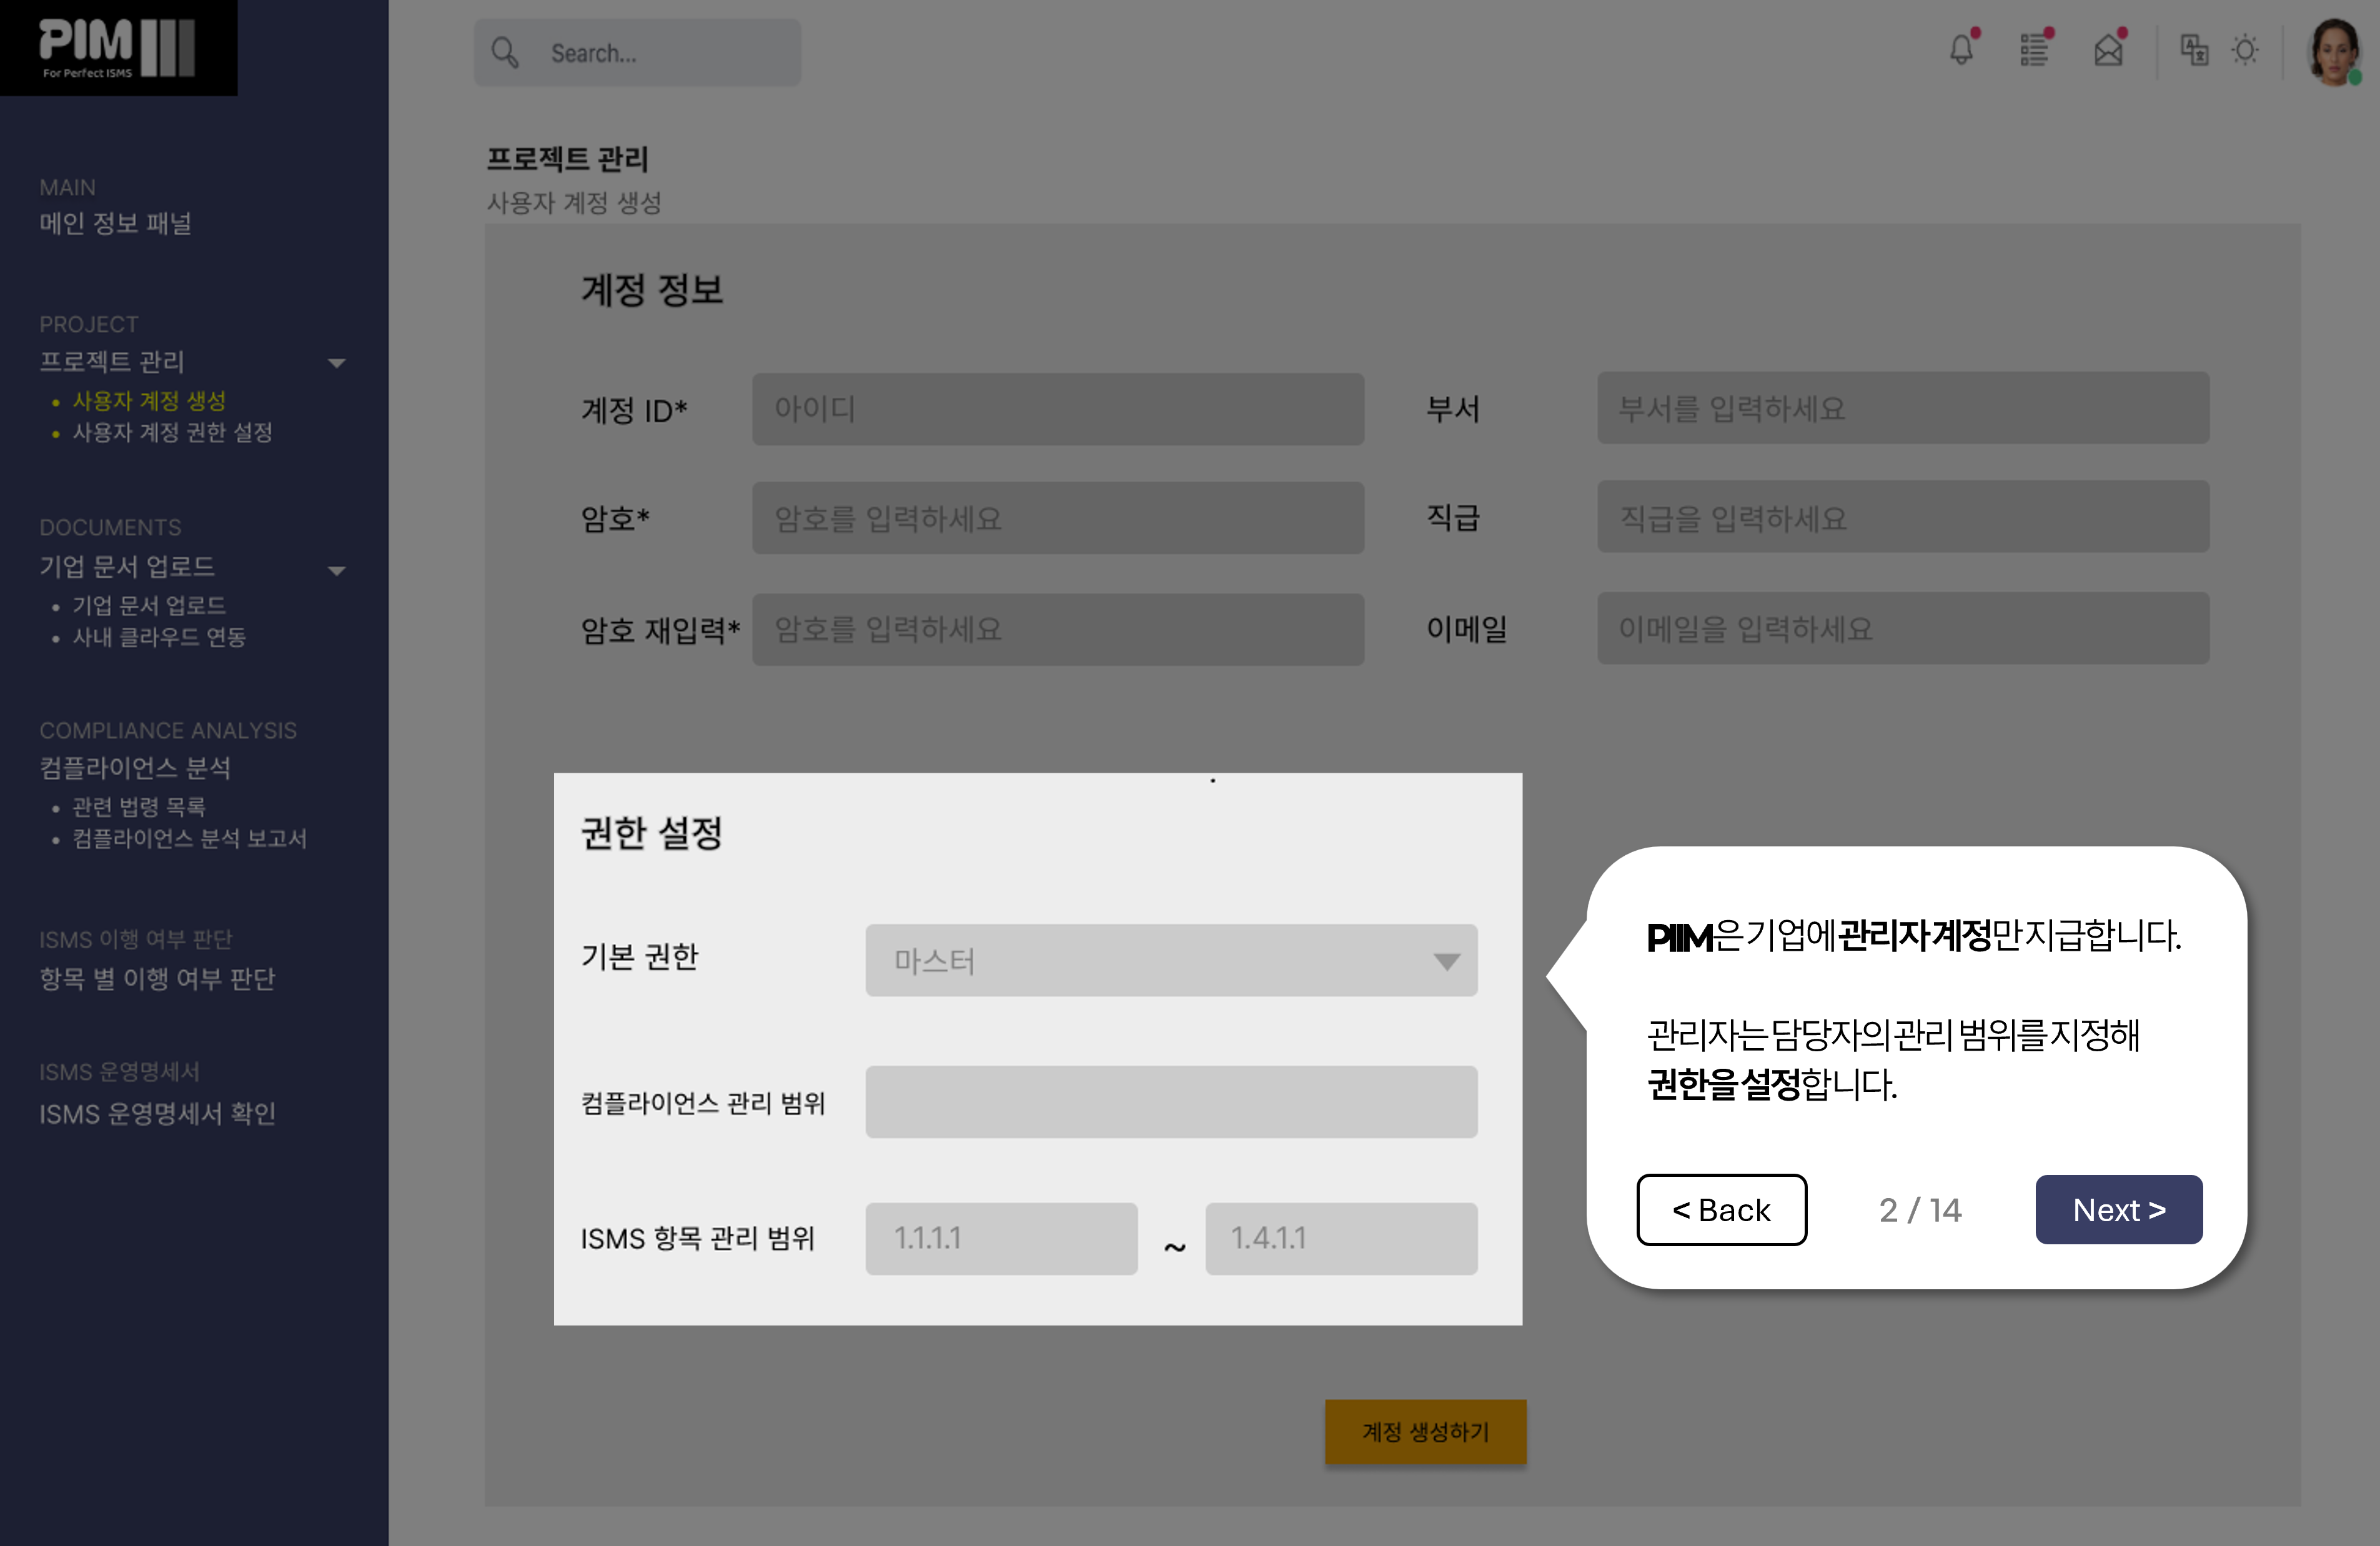 PIM
For Perfect ISMS
Search...
MAIN
메인 정보 패널
PROJECT
프로젝트 관리
• 사용자 계정 생성
• 사용자 계정 권한 설정
DOCUMENTS
기업 문서 업로드
• 기업 문서 업로드
• 사내 클라우드 연동
COMPLIANCE ANALYSIS
컴플라이언스 분석
• 관련 법령 목록
• 컴플라이언스 분석 보고서
ISMS 이행 여부 판단
항목 별 이행 여부 판단
ISMS 운영명세서
ISMS 운영명세서 확인
프로젝트 관리
사용자 계정 생성
계정 정보
계정 ID* 아이디 부서 부서를 입력하세요
암호* 암호를 입력하세요 직급 직급을 입력하세요
암호 재입력* 암호를 입력하세요 이메일 이메일을 입력하세요
권한 설정
기본 권한 마스터
컴플라이언스 관리 범위
ISMS 항목 관리 범위 1.1.1.1 ~ 1.4.1.1
PIIM은 기업에 관리자 계정만 지급합니다.
관리자는 담당자의 관리 범위를 지정해
권한을 설정합니다.
< Back 2 / 14 Next >
계정 생성하기